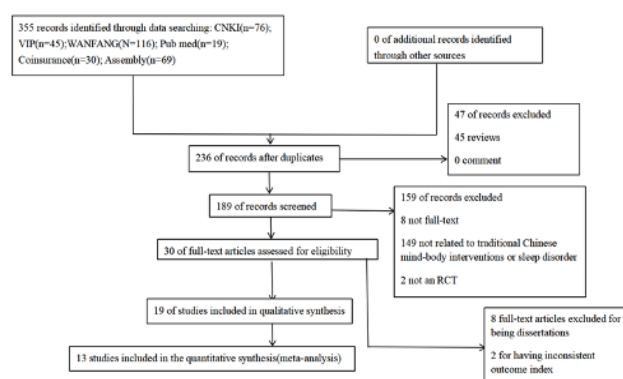 355 records identified through data searching: CNKI(n=76);
VIP(n=45);WANFANG(N=116); Pub med(n=19);
Coinsurance(n=30); Assembly(n=69)
0 of additional records identified
through other sources
47 of records excluded
45 reviews
0 comment
236 of records after duplicates
189 of records screened
159 of records excluded
8 not full-text
149 not related to traditional Chinese
mind-body interventions or sleep disorder
2 not an RCT
30 of full-text articles assessed for eligibility
19 of studies included in qualitative synthesis
8 full-text articles excluded for
being dissertations
2 for having inconsistent
outcome index
13 studies included in the quantitative synthesis(meta-analysis)